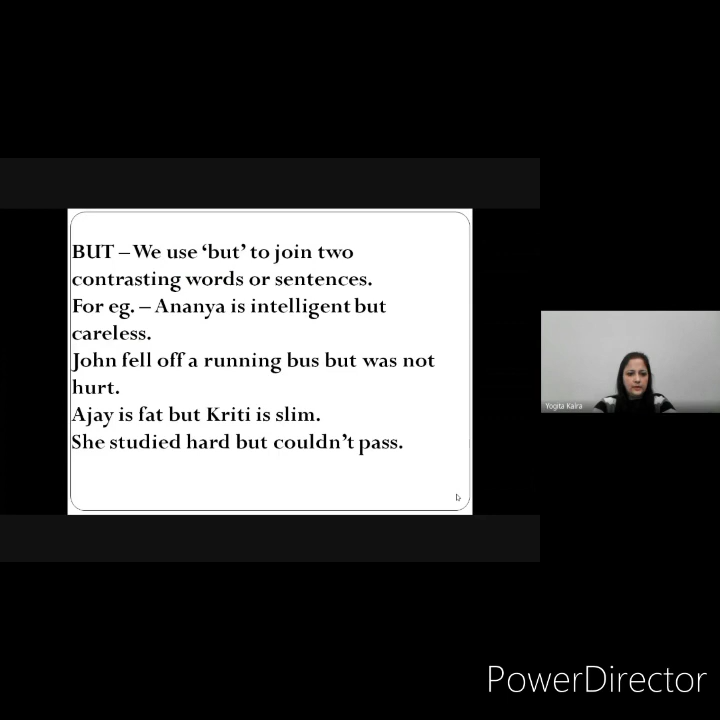 BUT – We use ‘but’ to join two
contrasting words or sentences.
For eg. – Ananya is intelligent but
careless.
John fell off a running bus but was not
hurt.
Ajay is fat but Kriti is slim.
She studied hard but couldn’t pass.
Yogita Kalra
PowerDirector